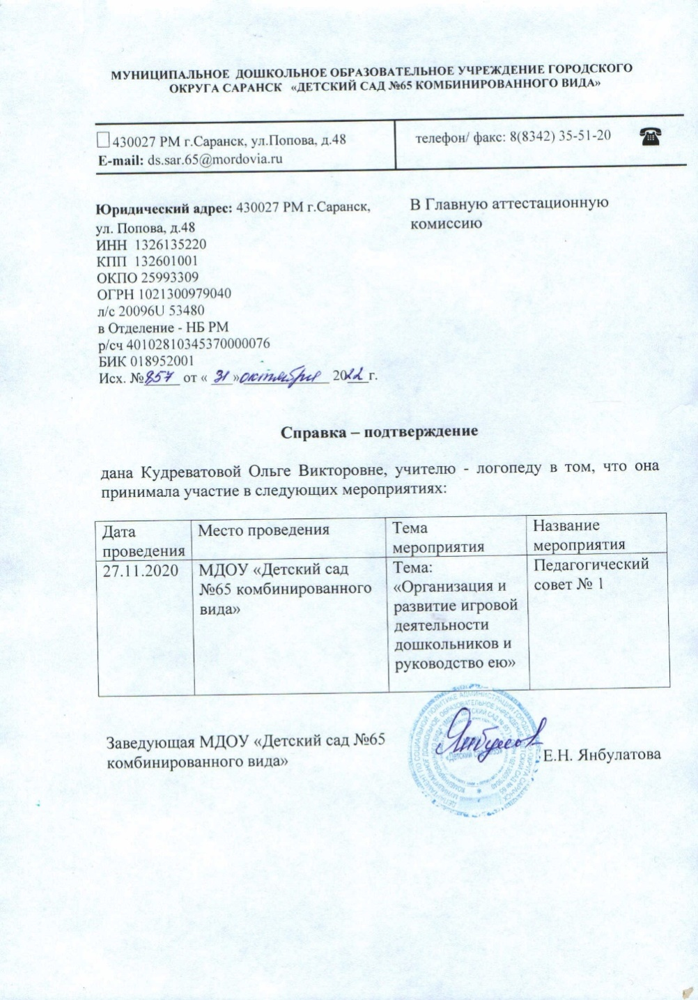 МУНИЦИПАЛЬНОЕ ДОШКОЛЬНОЕ ОБРАЗОВАТЕЛЬНОЕ УЧРЕЖДЕНИЕ ГОРОДСКОГО
ОКРУГА САРАНСК «ДЕТСКИЙ САД №65 КОМБИНИРОВАННОГО ВИДА»
430027 РМ г.Саранск, ул.Попова, д.48
E-mail: ds.sar.65@mordovia.ru
телефон/ факс: 8(8342) 35-51-20
Юридический адрес: 430027 РМ г.Саранск,
ул. Попова, д.48
ИНН 1326135220
КПП 132601001
ОКПО 25993309
ОГРН 1021300979040
л/с 20096U 53480
в Отделение - НБ РМ
р/сч 40102810345370000076
БИК 018952001
Исх. №857 от « 31 » октября 2022 г.
В Главную аттестационную
комиссию
Справка – подтверждение
дана Кудреватовой Ольге Викторовне, учителю - логопеду в том, что она
принимала участие в следующих мероприятиях:
Дата
проведения
Место проведения
Тема
мероприятия
Название
мероприятия
27.11.2020
МДОУ «Детский сад
№65 комбинированного
вида»
Тема:
«Организация и
развитие игровой
деятельности
дошкольников и
руководство ею»
Педагогический
совет № 1
Заведующая МДОУ «Детский сад №65
комбинированного вида»
Е.Н. Янбулатова